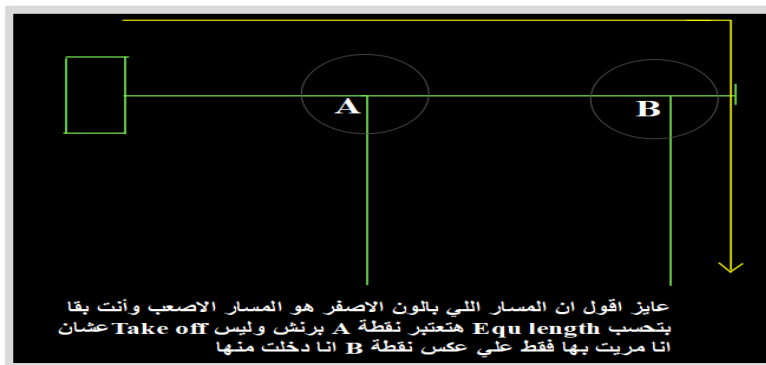 A
B
عايز اقول ان المسار اللي بالون الاصفر هو المسار الاصعب وأنت بقا
بتحسب Equ length هتعتبر نقطة A برنش وليس Take off عشان
انا مريت بها فقط علي عكس نقطة B انا دخلت منها